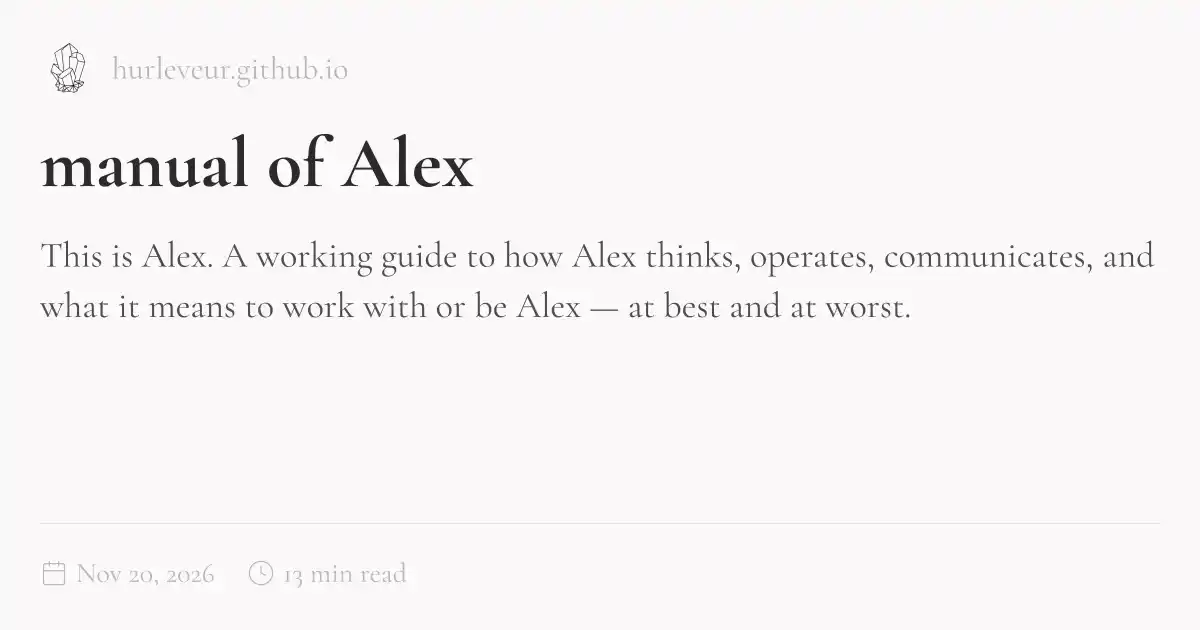 hurleveur.github.io
manual of Alex
This is Alex. A working guide to how Alex thinks, operates, communicates, and
what it means to work with or be Alex — at best and at worst.
Nov 20, 2026 13 min read